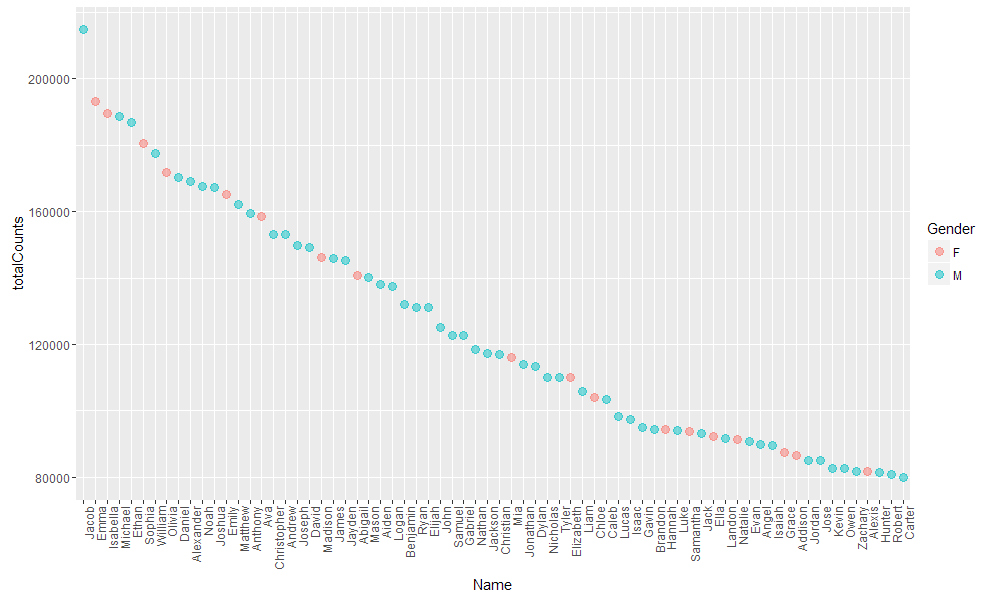 200000
160000
120000
80000
totalCounts
Jacob
Emma
Isabella
Michael
Ethan
Sophia
William
Olivia
Daniel
Alexander
Noah
Joshua
Emily
Matthew
Anthony
Ava
Christopher
Andrew
Joseph
David
Madison
James
Jayden
Abigail
Mason
Aiden
Logan
Benjamin
Ryan
Elijah
John
Samuel
Gabriel
Nathan
Jackson
Christian
Mia
Jonathan
Dylan
Nicholas
Tyler
Elizabeth
Liam
Chloe
Caleb
Lucas
Isaac
Gavin
Brandon
Hannah
Luke
Samantha
Jack
Ella
Landon
Natalie
Evan
Angel
Isaiah
Grace
Addison
Jordan
Jose
Kevin
Owen
Zachary
Alexis
Hunter
Robert
Carter
Name
Gender
F
M